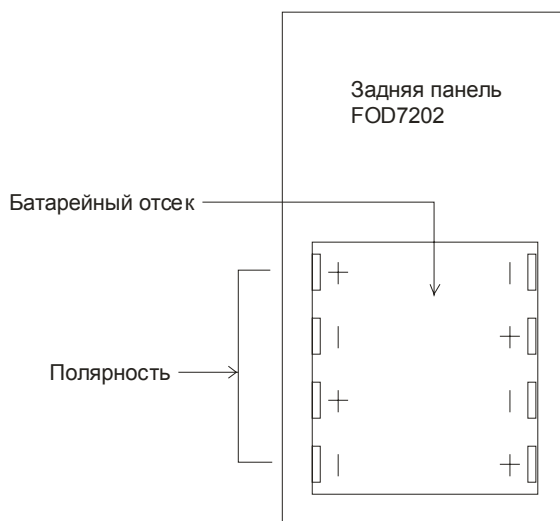 Задняя панель
FOD7202
Батарейный отсек
+ |
| +
Полярность
+ |
| +